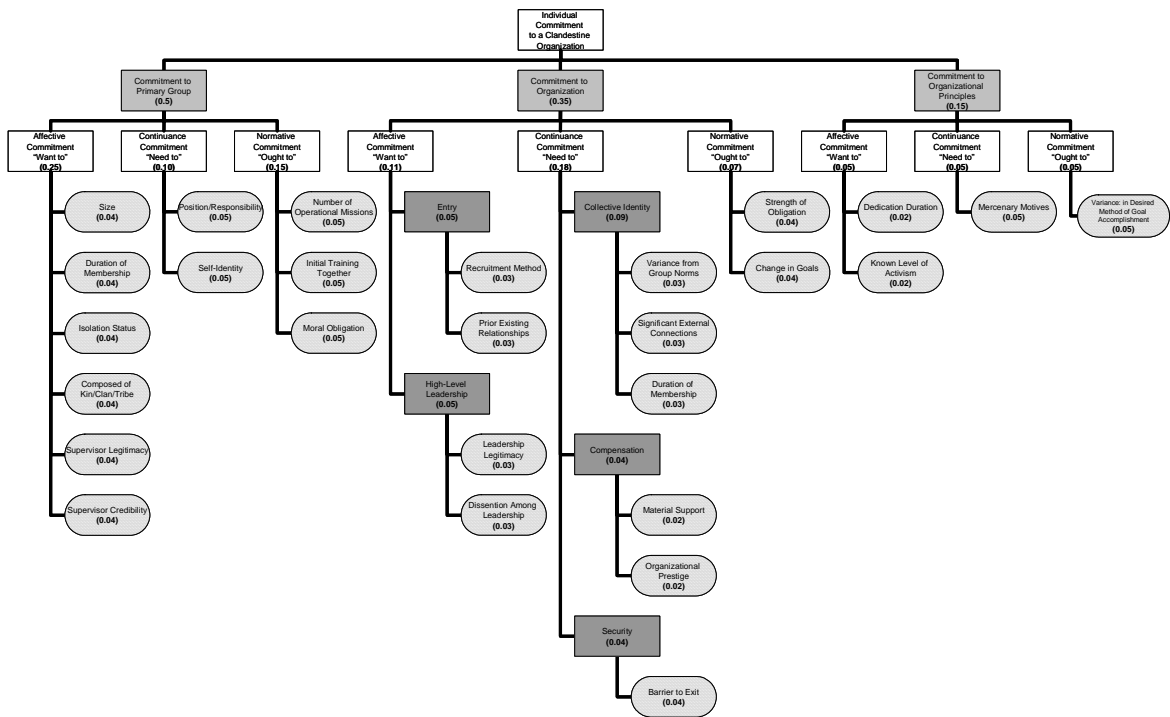 Individual
Commitment
to a Clandestine
Organization
Commitment to
Primary Group
(0.5)
Commitment to
Organization
(0.35)
Commitment to
Organizational
Principles
(0.15)
Affective
Commitment
"Want to"
(0.25)
Continuance
Commitment
"Need to"
(0.10)
Normative
Commitment
"Ought to"
(0.15)
Affective
Commitment
"Want to"
(0.11)
Continuance
Commitment
"Need to"
(0.18)
Normative
Commitment
"Ought to"
(0.07)
Affective
Commitment
"Want to"
(0.05)
Continuance
Commitment
"Need to"
(0.05)
Normative
Commitment
"Ought to"
(0.05)
Size
(0.04)
Duration of
Membership
(0.04)
Isolation Status
(0.04)
Composed of
Kin/Clan/Tribe
(0.04)
Supervisor Legitimacy
(0.04)
Supervisor Credibility
(0.04)
Position/Responsibility
(0.05)
Self-Identity
(0.05)
Number of
Operational Missions
(0.05)
Initial Training
Together
(0.05)
Moral Obligation
(0.05)
Entry
(0.05)
Recruitment Method
(0.03)
Prior Existing
Relationships
(0.03)
High-Level
Leadership
(0.05)
Leadership
Legitimacy
(0.03)
Dissention Among
Leadership
(0.03)
Collective Identity
(0.09)
Variance from
Group Norms
(0.03)
Significant External
Connections
(0.03)
Duration of
Membership
(0.03)
Compensation
(0.04)
Material Support
(0.02)
Organizational
Prestige
(0.02)
Security
(0.04)
Barrier to Exit
(0.04)
Strength of
Obligation
(0.04)
Change in Goals
(0.04)
Dedication Duration
(0.02)
Known Level of
Activism
(0.02)
Mercenary Motives
(0.05)
Variance: in Desired
Method of Goal
Accomplishment
(0.05)